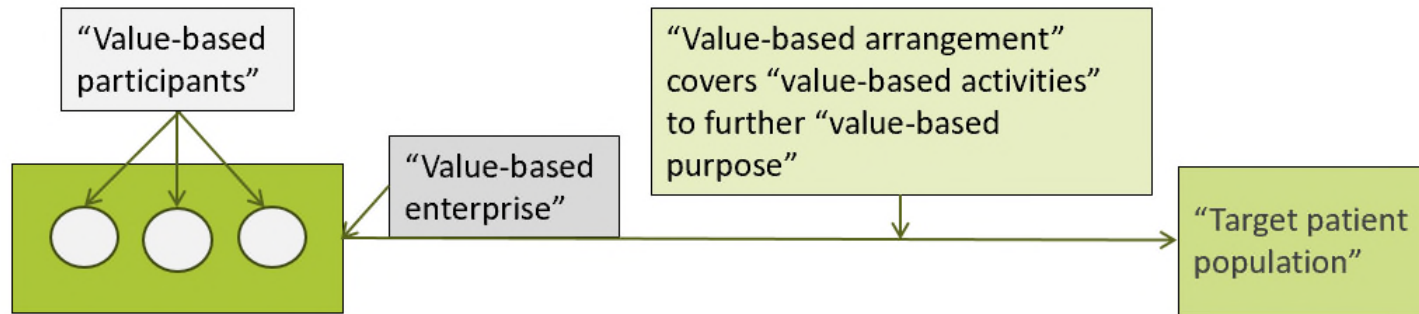 “Value-based
participants”
“Value-based
enterprise”
“Value-based arrangement”
covers “value-based activities”
to further “value-based
purpose”
“Target patient
population”